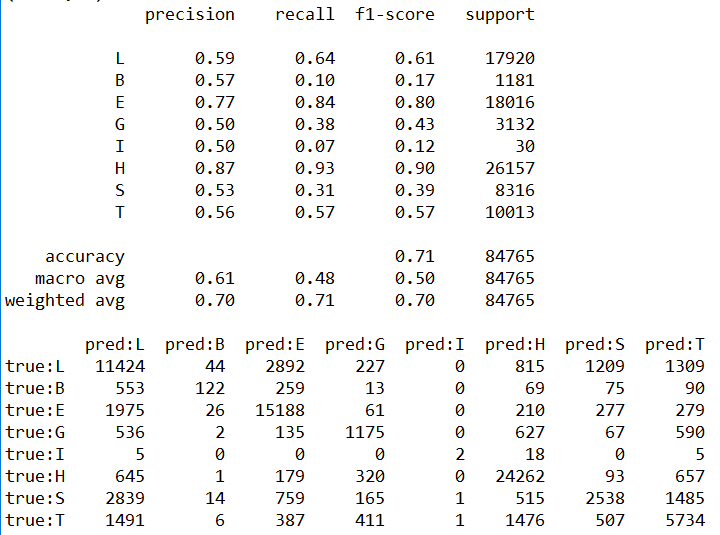 precision recall f1-score support
L 0.59 0.64 0.61 17920
B 0.57 0.10 0.17 1181
E 0.77 0.84 0.80 18016
G 0.50 0.38 0.43 3132
I 0.50 0.07 0.12 30
H 0.87 0.93 0.90 26157
S 0.53 0.31 0.39 8316
T 0.56 0.57 0.57 10013
accuracy 0.71 84765
macro avg 0.61 0.48 0.50 84765
weighted avg 0.70 0.71 0.70 84765
pred:L pred:B pred:E pred:G pred:I pred:H pred:S pred:T
true:L 11424 44 2892 227 0 815 1209 1309
true:B 553 122 259 13 0 69 75 90
true:E 1975 26 15188 61 0 210 277 279
true:G 536 2 135 1175 0 627 67 590
true:I 5 0 0 0 2 18 0 5
true:H 645 1 179 320 0 24262 93 657
true:S 2839 14 759 165 1 515 2538 1485
true:T 1491 6 387 411 1 1476 507 5734